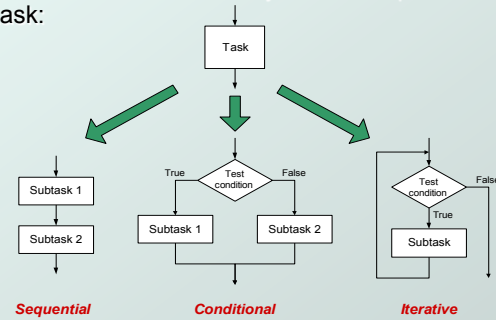 ask:
Task
Subtask 1
Subtask 2
Sequential
True
Test
condition
False
Subtask 1
Subtask 2
Conditional
Test
condition
False
True
Subtask
Iterative